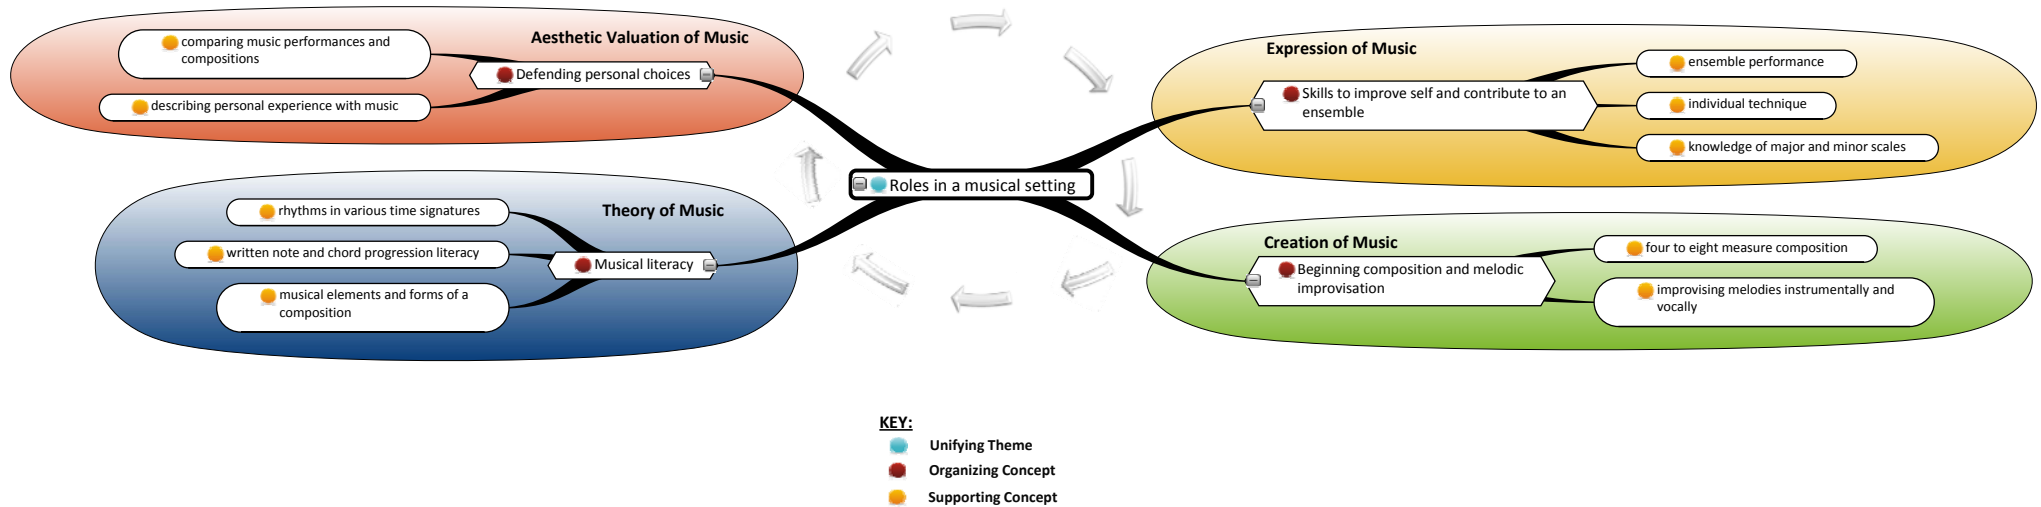 Aesthetic Valuation of Music
comparing music performances and
compositions
Defending personal choices
describing personal experience with music
Expression of Music
Skills to improve self and contribute to an
ensemble
ensemble performance
individual technique
knowledge of major and minor scales
Roles in a musical setting
Theory of Music
rhythms in various time signatures
written note and chord progression literacy
Musical literacy
musical elements and forms of a
composition
Creation of Music
Beginning composition and melodic
improvisation
four to eight measure composition
improvising melodies instrumentally and
vocally
KEY:
Unifying Theme
Organizing Concept
Supporting Concept